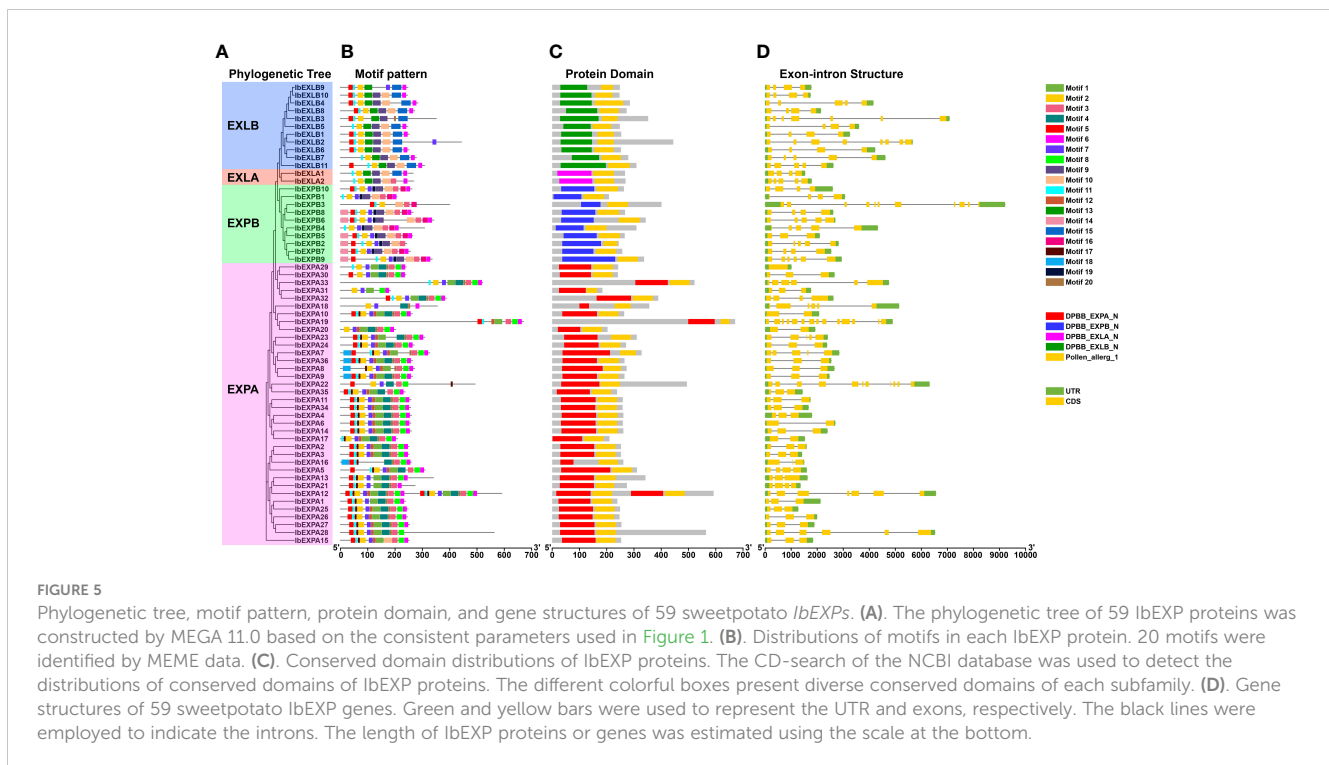 A B C D
Phylogenetic Tree Motif pattern Protein Domain Exon-intron Structure
EXLB
EXLA
EXPB
EXPA
IbEXLB9
IbEXLB10
IbEXLB4
IbEXLB8
IbEXLB3
IbEXLB5
IbEXLB1
IbEXLB2
IbEXLB6
IbEXLB7
IbEXLB11
IbEXLA1
IbEXLA2
IbEXPB10
IbEXPB1
IbEXPB3
IbEXPB8
IbEXPB6
IbEXPB4
IbEXPB5
IbEXPB2
IbEXPB7
IbEXPB9
IbEXPA29
IbEXPA30
IbEXPA33
IbEXPA31
IbEXPA32
IbEXPA18
IbEXPA10
IbEXPA19
IbEXPA20
IbEXPA23
IbEXPA24
IbEXPA7
IbEXPA36
IbEXPA8
IbEXPA9
IbEXPA22
IbEXPA35
IbEXPA11
IbEXPA34
IbEXPA4
IbEXPA6
IbEXPA14
IbEXPA17
IbEXPA2
IbEXPA3
IbEXPA16
IbEXPA5
IbEXPA13
IbEXPA21
IbEXPA12
IbEXPA1
IbEXPA25
IbEXPA26
IbEXPA27
IbEXPA28
IbEXPA15
5' 3' 5' 3' 5' 3'
0 100 200 300 400 500 600 700 0 100 200 300 400 500 600 700 0 1000 2000 3000 4000 5000 6000 7000 8000 9000 10000
Motif 1
Motif 2
Motif 3
Motif 4
Motif 5
Motif 6
Motif 7
Motif 8
Motif 9
Motif 10
Motif 11
Motif 12
Motif 13
Motif 14
Motif 15
Motif 16
Motif 17
Motif 18
Motif 19
Motif 20
DPBB_EXPA_N
DPBB_EXPB_N
DPBB_EXLA_N
DPBB_EXLB_N
Pollen_allerg_1
UTR
CDS
FIGURE 5
Phylogenetic tree, motif pattern, protein domain, and gene structures of 59 sweetpotato IbEXPs. (A). The phylogenetic tree of 59 IbEXP proteins was
constructed by MEGA 11.0 based on the consistent parameters used in Figure 1. (B). Distributions of motifs in each IbEXP protein. 20 motifs were
identified by MEME data. (C). Conserved domain distributions of IbEXP proteins. The CD-search of the NCBI database was used to detect the
distributions of conserved domains of IbEXP proteins. The different colorful boxes present diverse conserved domains of each subfamily. (D). Gene
structures of 59 sweetpotato IbEXP genes. Green and yellow bars were used to represent the UTR and exons, respectively. The black lines were
employed to indicate the introns. The length of IbEXP proteins or genes was estimated using the scale at the bottom.